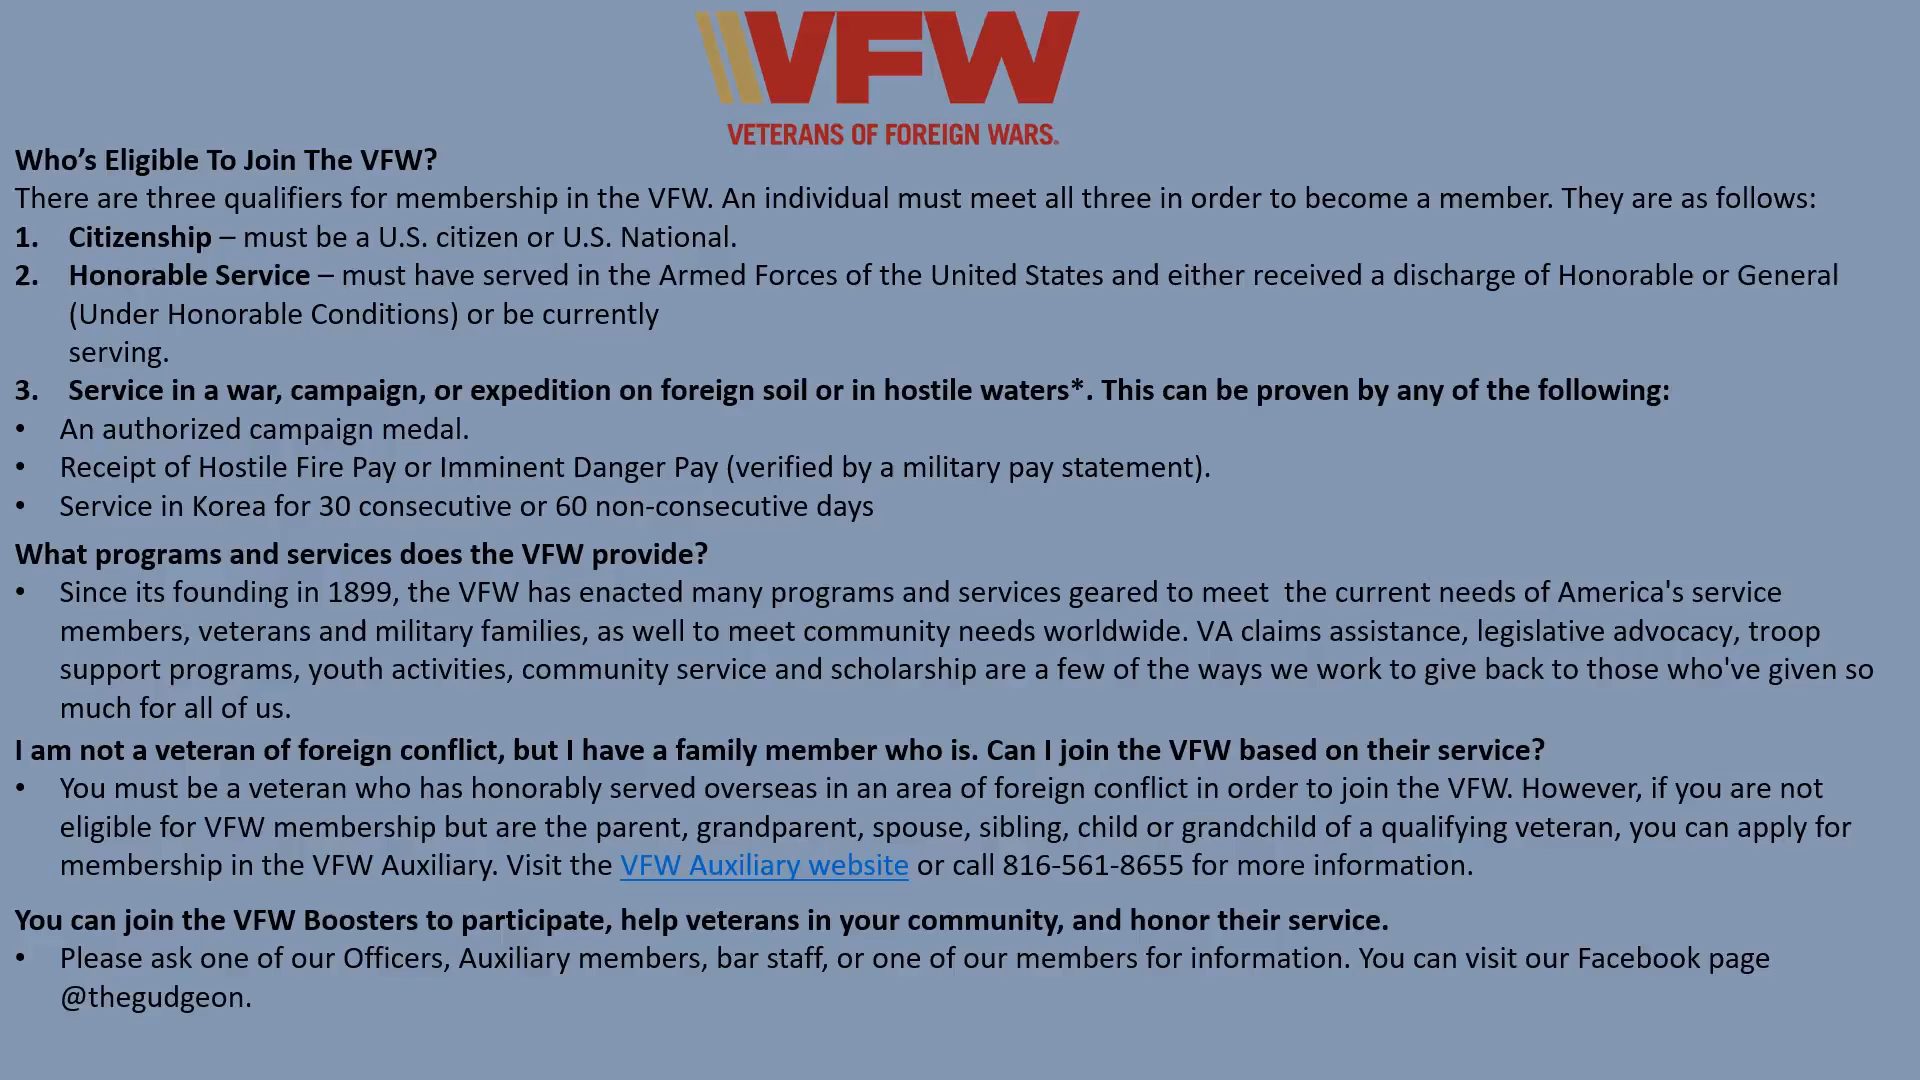 VFW
VETERANS OF FOREIGN WARS.
Who’s Eligible To Join The VFW?
There are three qualifiers for membership in the VFW. An individual must meet all three in order to become a member. They are as follows:
1. Citizenship – must be a U.S. citizen or U.S. National.
2. Honorable Service – must have served in the Armed Forces of the United States and either received a discharge of Honorable or General
(Under Honorable Conditions) or be currently
serving.
3. Service in a war, campaign, or expedition on foreign soil or in hostile waters*. This can be proven by any of the following:
• An authorized campaign medal.
• Receipt of Hostile Fire Pay or Imminent Danger Pay (verified by a military pay statement).
• Service in Korea for 30 consecutive or 60 non-consecutive days
What programs and services does the VFW provide?
• Since its founding in 1899, the VFW has enacted many programs and services geared to meet  the current needs of America's service
members, veterans and military families, as well to meet community needs worldwide. VA claims assistance, legislative advocacy, troop
support programs, youth activities, community service and scholarship are a few of the ways we work to give back to those who've given so
much for all of us.
I am not a veteran of foreign conflict, but I have a family member who is. Can I join the VFW based on their service?
• You must be a veteran who has honorably served overseas in an area of foreign conflict in order to join the VFW. However, if you are not
eligible for VFW membership but are the parent, grandparent, spouse, sibling, child or grandchild of a qualifying veteran, you can apply for
membership in the VFW Auxiliary. Visit the VFW Auxiliary website or call 816-561-8655 for more information.
You can join the VFW Boosters to participate, help veterans in your community, and honor their service.
• Please ask one of our Officers, Auxiliary members, bar staff, or one of our members for information. You can visit our Facebook page
@thegudgeon.